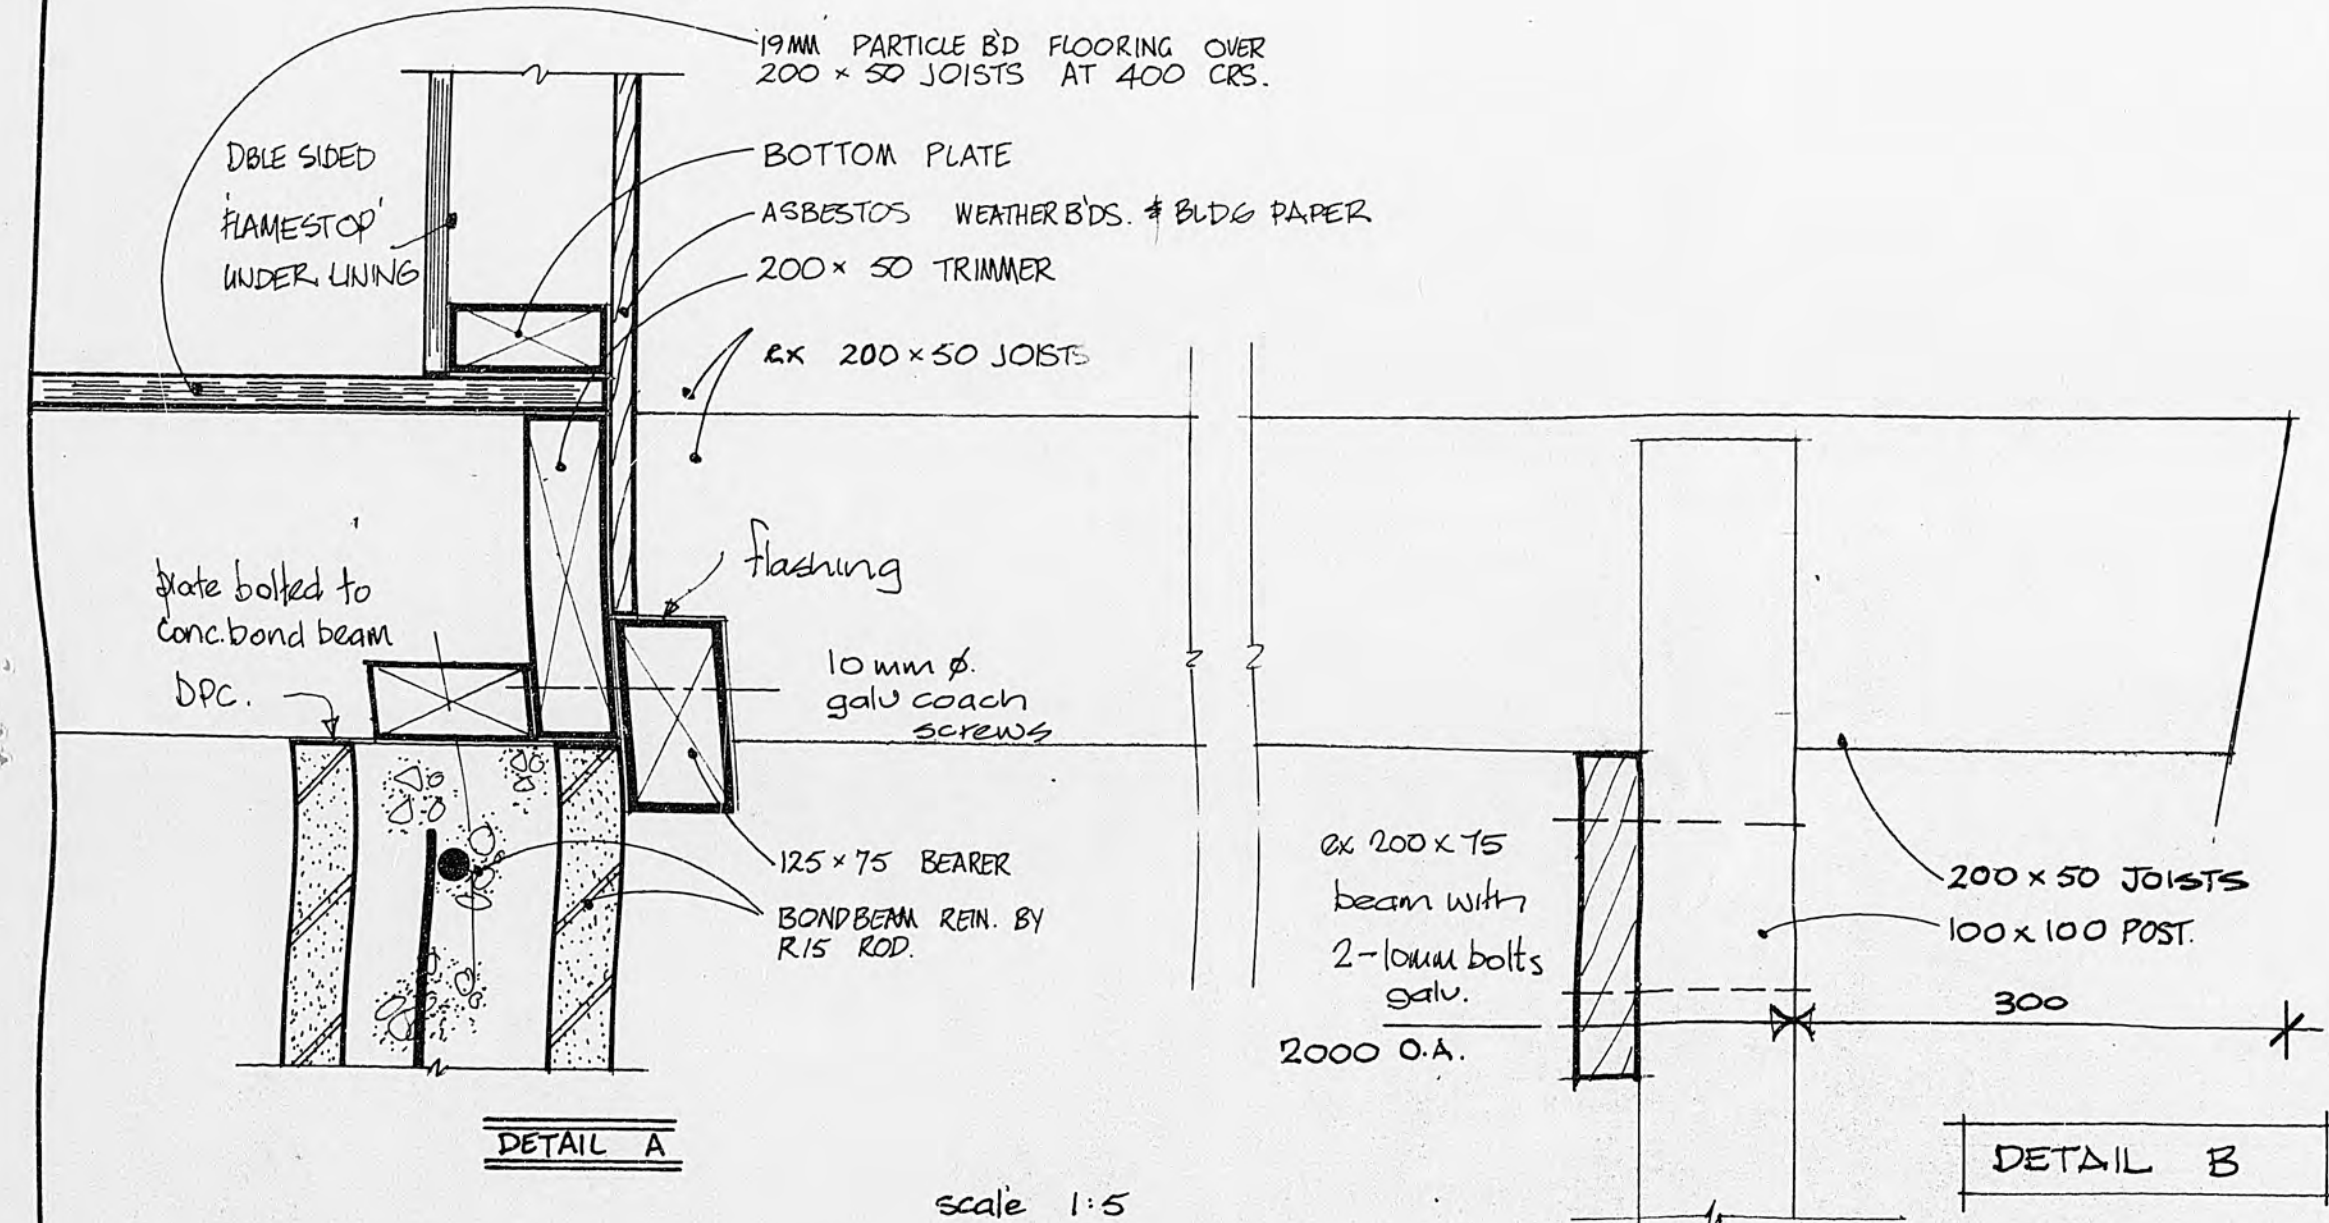 19MM PARTICLE B'D FLOORING OVER
200 × 50 JOISTS AT 400 CRS.
DBLE SIDED
'FLAMESTOP'
UNDER LINING
BOTTOM PLATE
ASBESTOS WEATHER B'DS. & BLDG PAPER
200 × 50 TRIMMER
ex 200 × 50 JOISTS
flashing
plate bolted to
conc. bond beam
DPC.
10 mm ø.
galv coach
screws
125 × 75 BEARER
BONDBEAM REIN. BY
R15 ROD.
ex 200 x 75
beam with
2-10mm bolts
galv.
2000 O.A.
200 × 50 JOISTS
100 x 100 POST.
300
DETAIL A
DETAIL B
scale 1:5